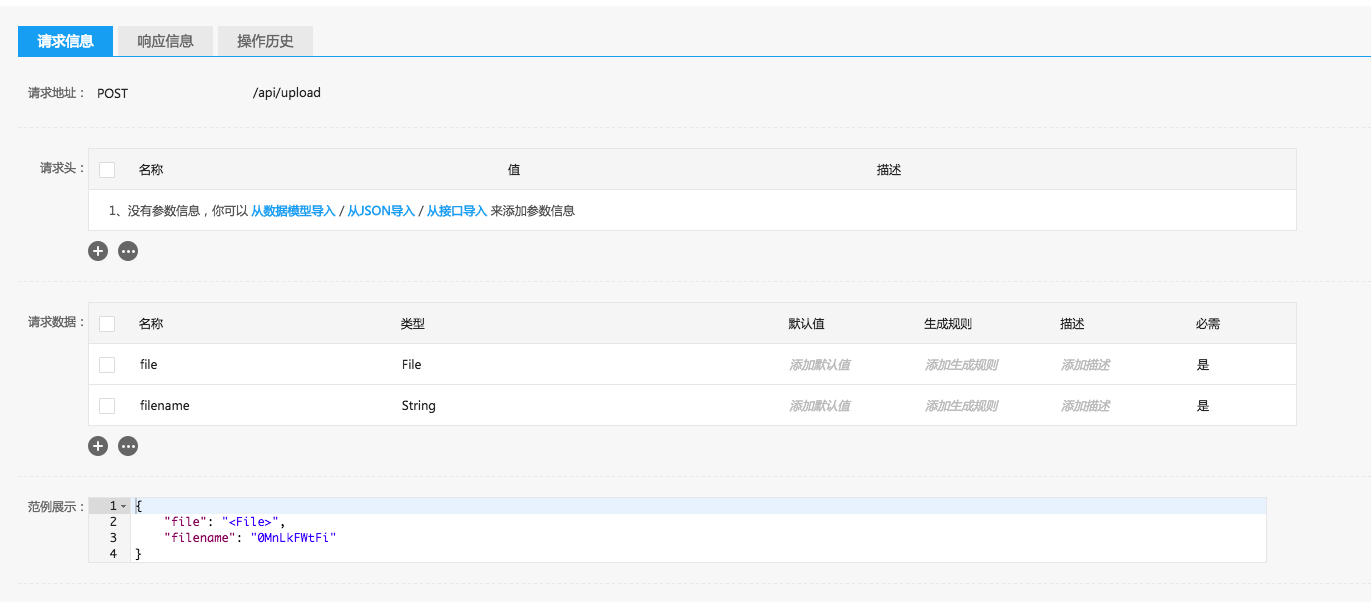 请求信息 响应信息 操作历史
请求地址： POST /api/upload
请求头： 名称 值 描述
1、没有参数信息，你可以 从数据模型导入 / 从JSON导入 / 从接口导入 来添加参数信息
请求数据： 名称 类型 默认值 生成规则 描述 必需
file File 添加默认值 添加生成规则 添加描述 是
filename String 添加默认值 添加生成规则 添加描述 是
范例展示： 1 {
2 "file": "<File>",
3 "filename": "0MnLkFWtFi"
4 }